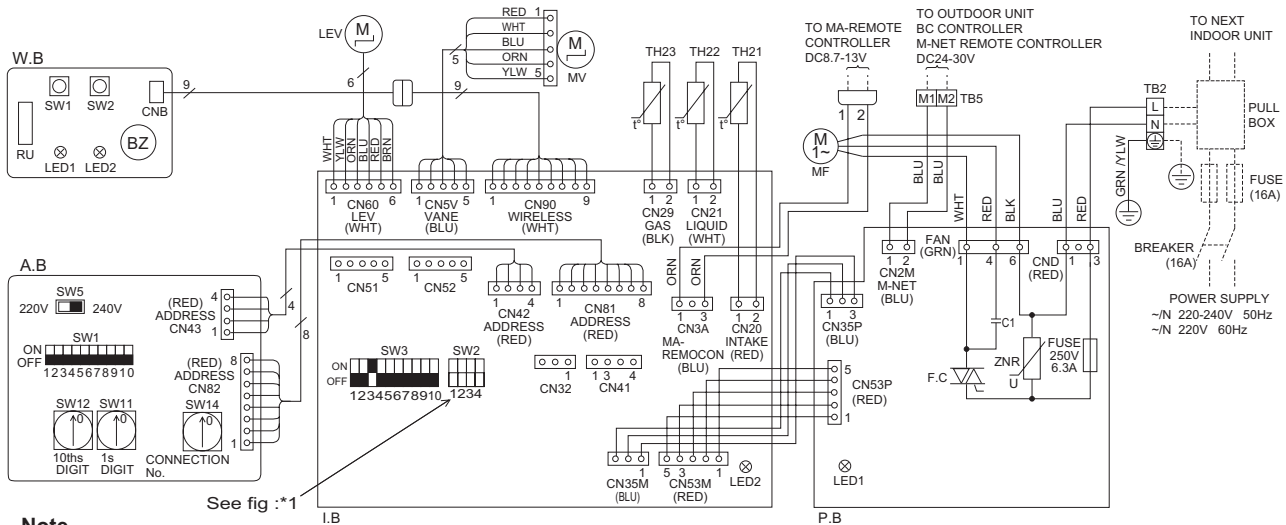 W.B
SW1 SW2
CNB
RU
BZ
LED1 LED2
9
LEV
M
6
9
5
RED 1
WHT
BLU
ORN
YLW 5
M
MV
WHT
YLW
ORN
BLU
RED
BRN
1 6
CN60
LEV
(WHT)
1 5
CN5V
VANE
(BLU)
1 9
CN90
WIRELESS
(WHT)
TH23 TH22 TH21
t° t° t°
1 2
CN29
GAS
(BLK)
1 2
CN21
LIQUID
(WHT)
TO MA-REMOTE
CONTROLLER
DC8.7-13V
1 2
TO OUTDOOR UNIT
BC CONTROLLER
M-NET REMOTE CONTROLLER
DC24-30V
M1 M2 TB5
M
1~
MF
BLU
BLU
WHT
RED
BLK
BLU
RED
TO NEXT
INDOOR UNIT
TB2
L
N
PULL
BOX
GRN /YLW
FUSE
(16A)
BREAKER
(16A)
POWER SUPPLY
~/N 220-240V 50Hz
~/N 220V 60Hz
A.B
SW5
220V 240V
(RED)
ADDRESS
CN43
4
1
4
8
SW1
ON
OFF
12345678910
(RED)
ADDRESS
CN82
8
1
SW12
0
10ths
DIGIT
SW11
0
1s
DIGIT
SW14
0
CONNECTION
No.
1 5
CN51
1 5
CN52
1 4
CN42
ADDRESS
(RED)
1 8
CN81
ADDRESS
(RED)
ORN
ORN
1 3
CN3A
MA-
REMOCON
(BLU)
1 2
CN20
INTAKE
(RED)
SW3
ON
OFF
12345678910
SW2
1234
1
CN32
1 3 4
CN41
See fig :*1
1
CN35M
(BLU)
5 3 1
CN53M
(RED)
LED2
I.B
1 2
CN2M
M-NET
(BLU)
FAN
(GRN)
1 4 6
CND
(RED)
1 3
1 3
CN35P
(BLU)
5
CN53P
(RED)
1
C1
F.C
ZNR
U
FUSE
250V
6.3A
LED1
P.B
Note